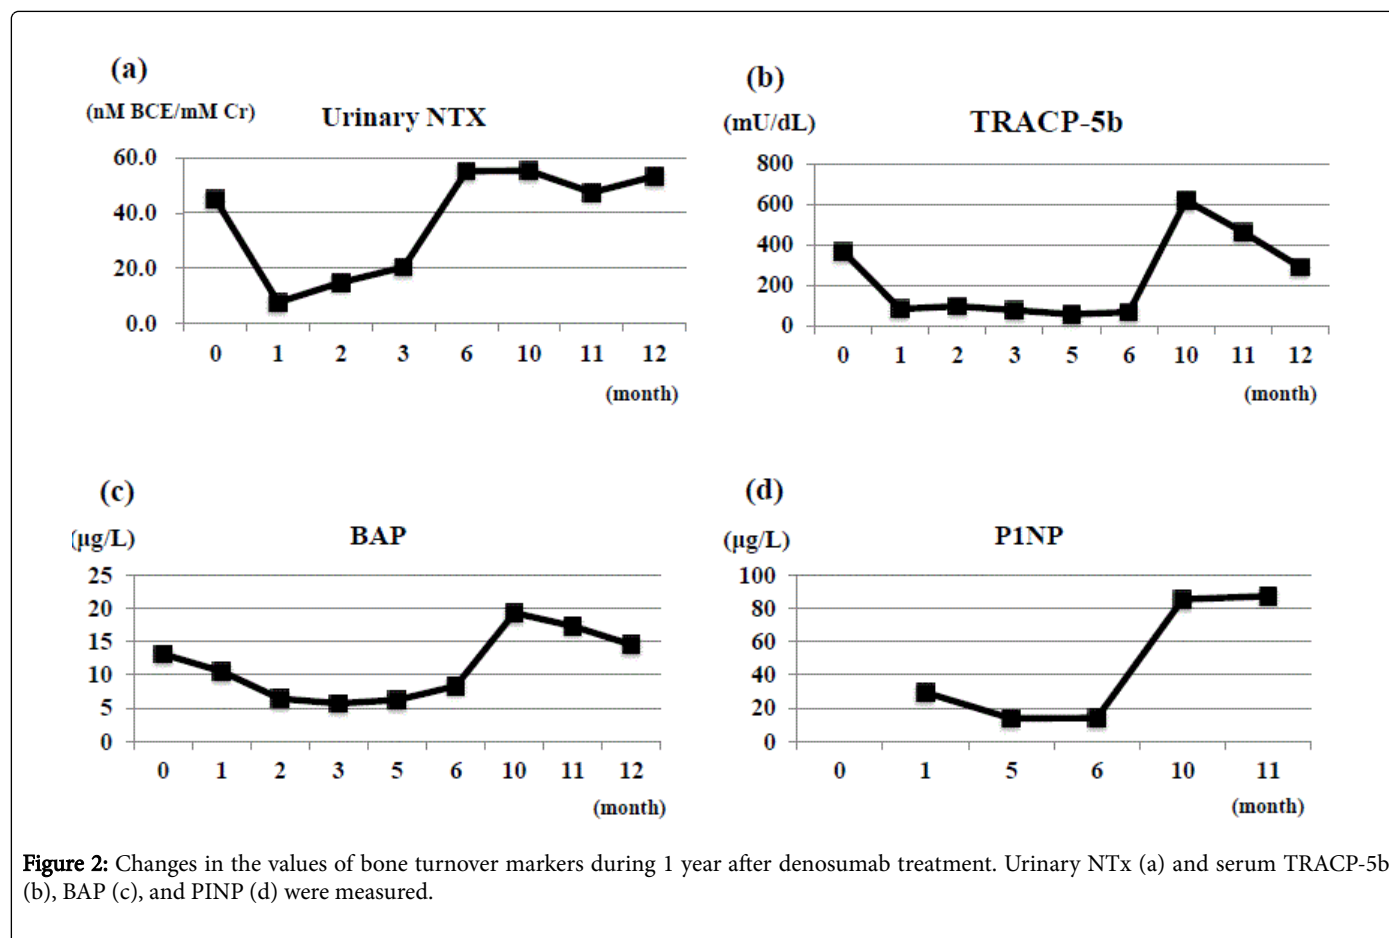 (a)
(nM BCE/mM Cr)
Urinary NTX
60.0
40.0
20.0
0.0
0 1 2 3 6 10 11 12
(month)
(b)
(mU/dL)
TRACP-5b
800
600
400
200
0
0 1 2 3 5 6 10 11 12
(month)
(c)
(μg/L)
BAP
25
20
15
10
5
0
0 1 2 3 5 6 10 11 12
(month)
(d)
(μg/L)
P1NP
100
80
60
40
20
0
0 1 5 6 10 11
(month)
Figure 2: Changes in the values of bone turnover markers during 1 year after denosumab treatment. Urinary NTx (a) and serum TRACP-5b
(b), BAP (c), and PINP (d) were measured.